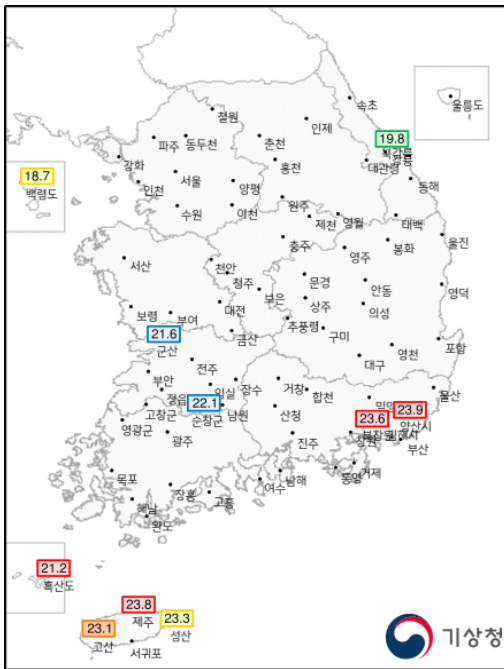 속초
울릉도
철원
인제
파주
동두천
춘천
19.8
강화
홍천
대관령
18.7
백령도
인천
서울
양평
동해
수원
이천
원주
제천
영월
태백
충주
영주
봉화
울진
서산
천안
청주
문경
안동
보은
상주
의성
영덕
보령
부여
대전
추풍령
구미
포항
21.6
금산
군산
영천
대구
전주
부안
임실
장수
거창
합천
울산
정읍
22.1
고창군
순창군
남원
산청
23.6
23.9
양산시
영광군
광주
진주
창원
부산
목포
장흥
고흥
여수
남해
통영
거제
해남
완도
21.2
흑산도
23.8
23.3
23.1
제주
성산
고산
서귀포
기상청